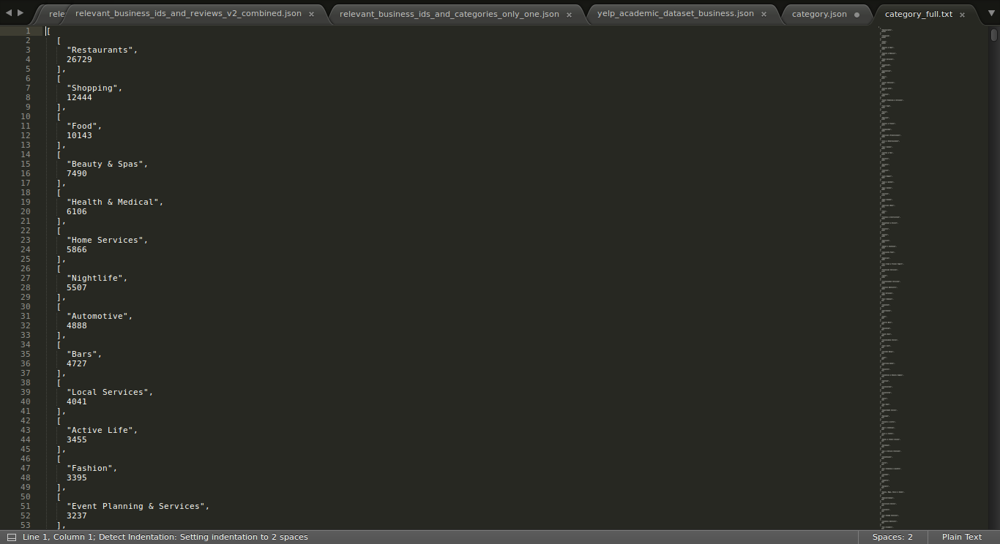 rele
relevant_business_ids_and_reviews_v2_combined.json ×
relevant_business_ids_and_categories_only_one.json ×
yelp_academic_dataset_business.json ×
category.json
category_full.txt ×
1 [
2 [
3 "Restaurants",
4 26729
5 ],
6 [
7 "Shopping",
8 12444
9 ],
10 [
11 "Food",
12 10143
13 ],
14 [
15 "Beauty & Spas",
16 7490
17 ],
18 [
19 "Health & Medical",
20 6106
21 ],
22 [
23 "Home Services",
24 5866
25 ],
26 [
27 "Nightlife",
28 5507
29 ],
30 [
31 "Automotive",
32 4888
33 ],
34 [
35 "Bars",
36 4727
37 ],
38 [
39 "Local Services",
40 4041
41 ],
42 [
43 "Active Life",
44 3455
45 ],
46 [
47 "Fashion",
48 3395
49 ],
50 [
51 "Event Planning & Services",
52 3237
53 ],
Line 1, Column 1; Detect Indentation: Setting indentation to 2 spaces
Spaces: 2
Plain Text